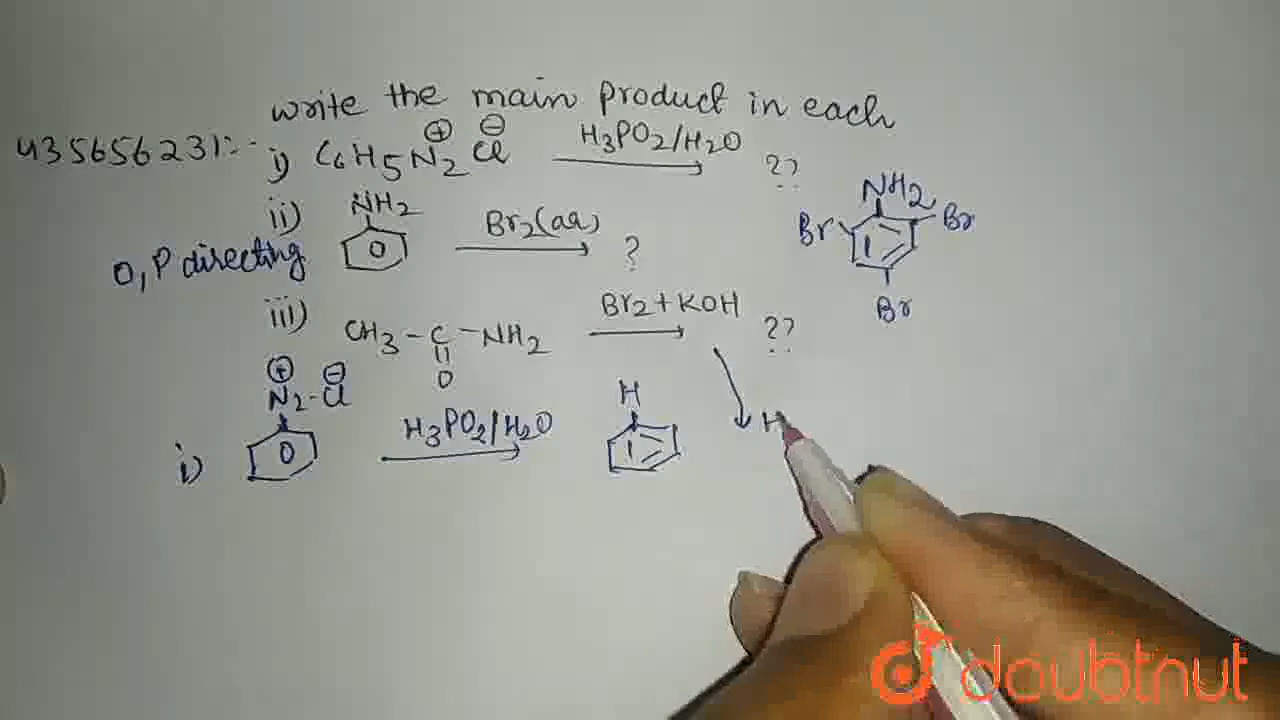 write the main product in each
435656231:-
i) C6H5N2 ⊕ Cl ⊖ H3PO2/H2O ??
ii) NH2 Br2(aq) ?
O, P directing
NH2
Br Br
Br
iii) CH3-C-NH2 Br2+KOH ??
O
⊕ ⊖
N2-Cl
i) H3PO2/H2O H
H
doubtnut